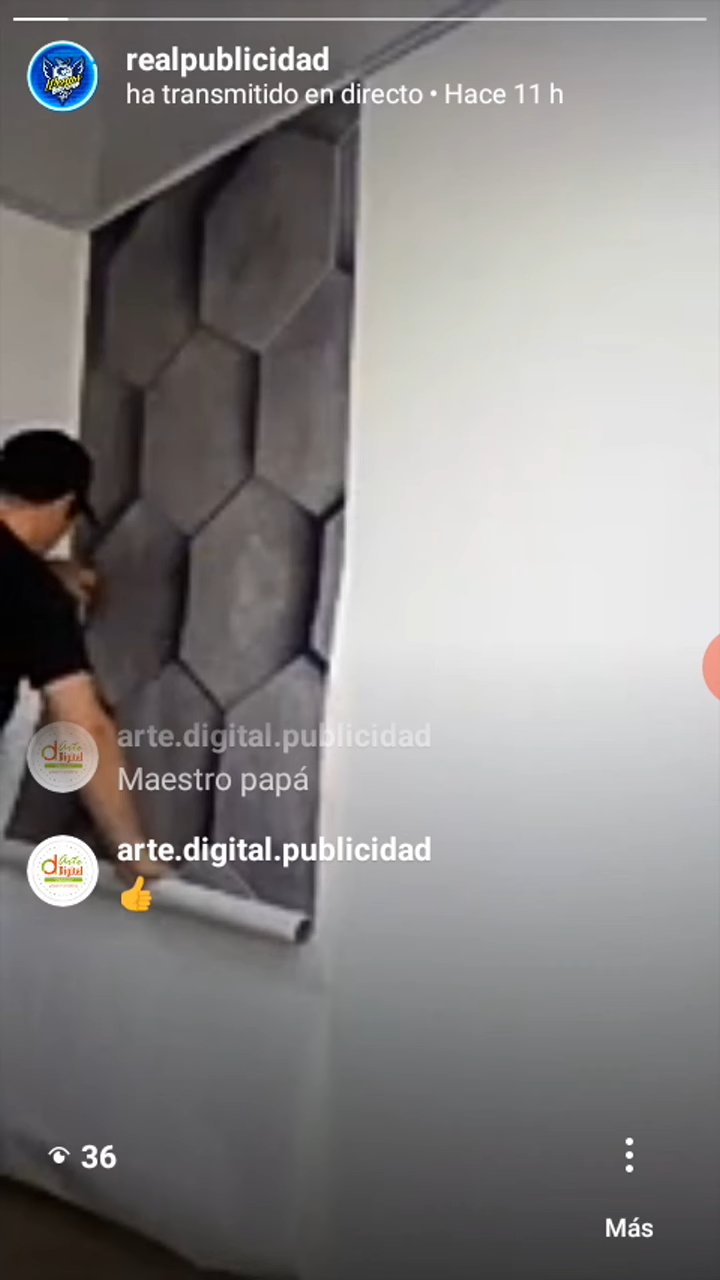 realpublicidad
ha transmitido en directo • Hace 11 h
arte.digital.publicidad
Maestro papá
arte.digital.publicidad
👍
36
Más